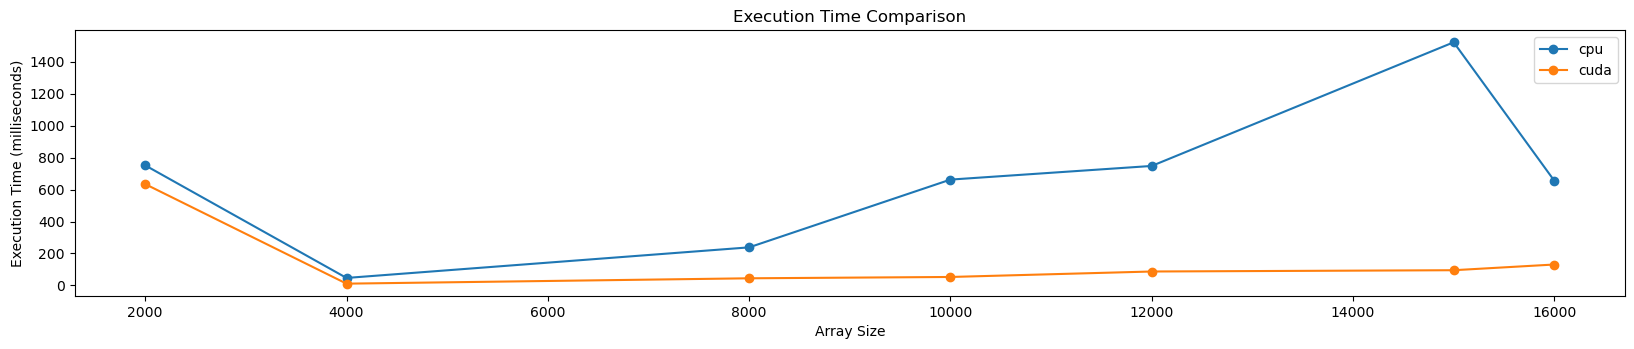 Execution Time Comparison
Execution Time (milliseconds)
1400
1200
1000
800
600
400
200
0
cpu
cuda
2000 4000 6000 8000 10000 12000 14000 16000
Array Size